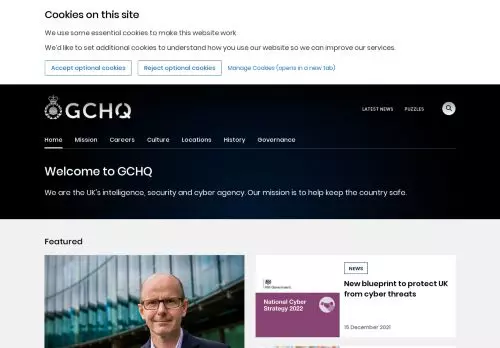 Cookies on this site
We use some essential cookies to make this website work.
We'd like to set additional cookies to understand how you use our website so we can improve our services.
Accept optional cookies
Reject optional cookies
Manage Cookies (opens in a new tab)
GCHQ
LATEST NEWS
PUZZLES
Home
Mission
Careers
Culture
Locations
History
Governance
Welcome to GCHQ
We are the UK's intelligence, security and cyber agency. Our mission is to help keep the country safe.
Featured
HM Government
National Cyber
Strategy 2022
NEWS
New blueprint to protect UK
from cyber threats
15 December 2021